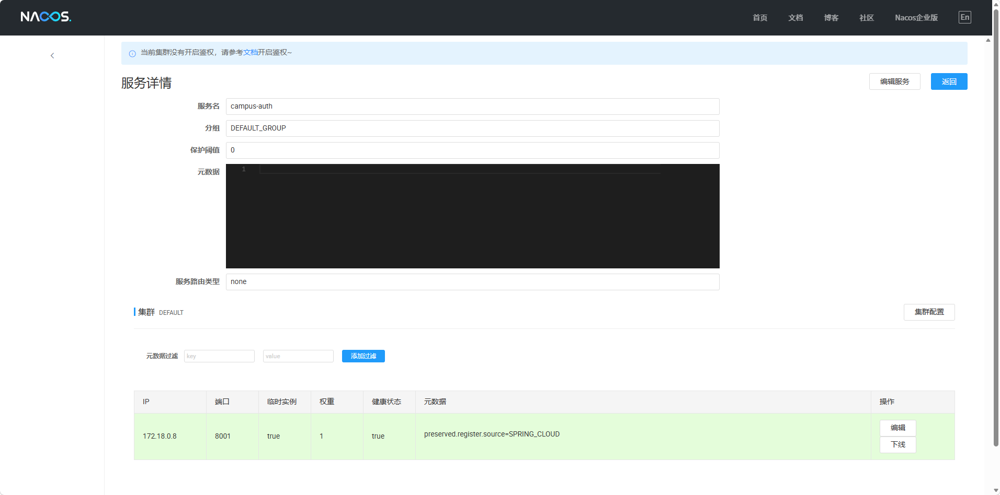 NACOS.
首页 文档 博客 社区 Nacos企业版 En
当前集群没有开启鉴权，请参考文档开启鉴权~
服务详情
编辑服务 返回
服务名 campus-auth
分组 DEFAULT_GROUP
保护阈值 0
元数据 1
服务路由类型 none
集群 DEFAULT 集群配置
元数据过滤 key value 添加过滤
IP 端口 临时实例 权重 健康状态 元数据 操作
172.18.0.8 8001 true 1 true preserved.register.source=SPRING_CLOUD 编辑
下线